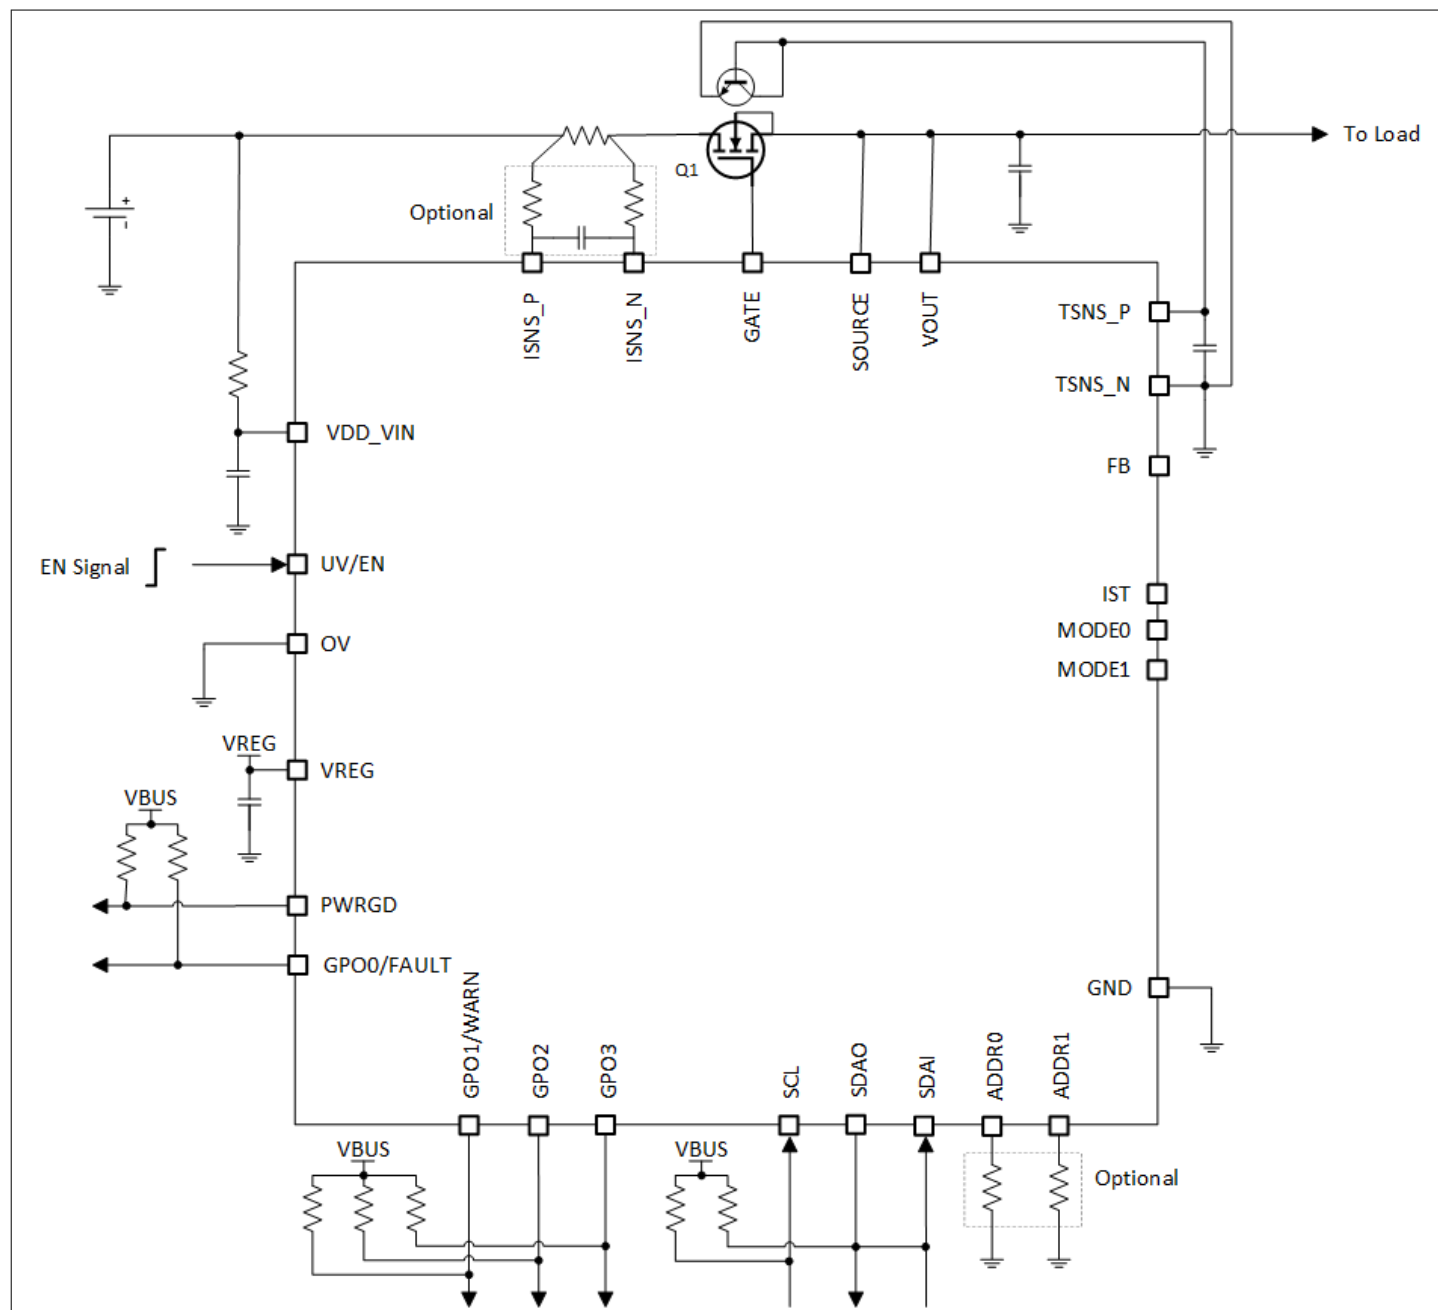 To Load
Q1
Optional
+
-
ISNS_P
ISNS_N
GATE
SOURCE
VOUT
TSNS_P
TSNS_N
VDD_VIN
FB
EN Signal
UV/EN
IST
MODE0
OV
MODE1
VREG
VREG
VBUS
PWRGD
GPO0/FAULT
GND
GPO1/WARN
GPO2
GPO3
SCL
SDAO
SDAI
ADDR0
ADDR1
VBUS
VBUS
Optional